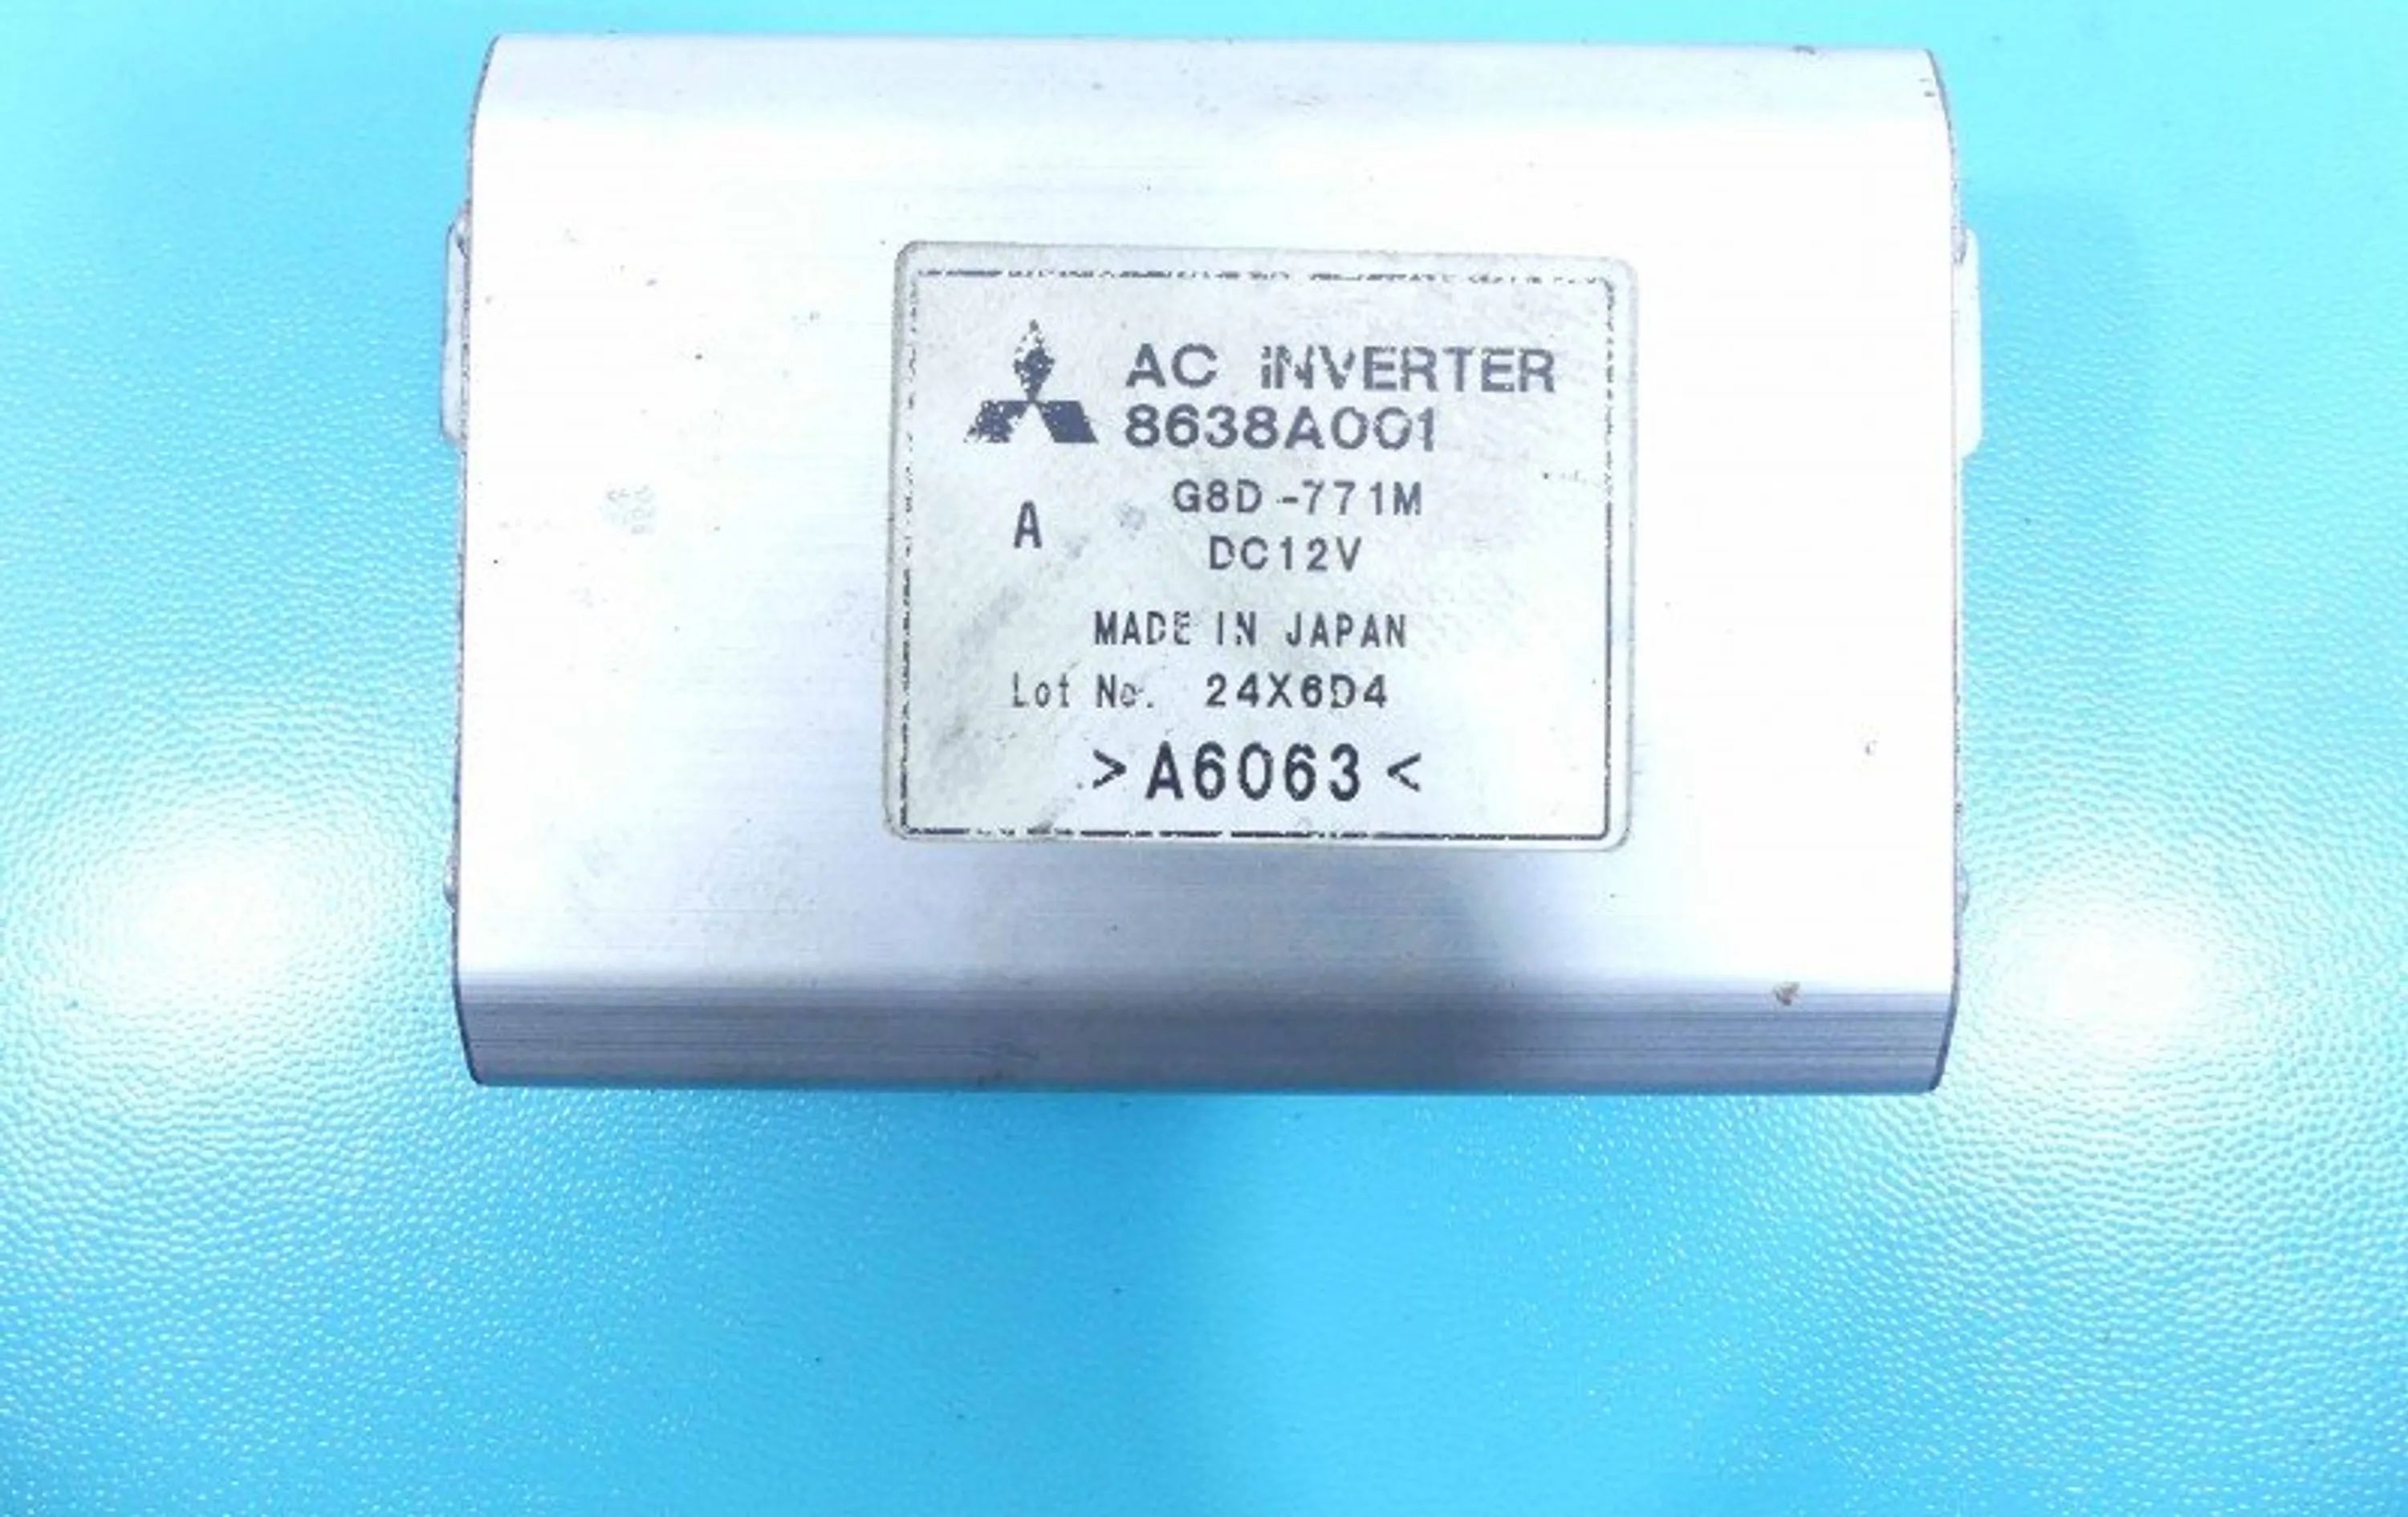 AC INVERTER
8638A001
G8D-771M
A
DC12V
MADE IN JAPAN
Lot No. 24X6D4
>A6063<